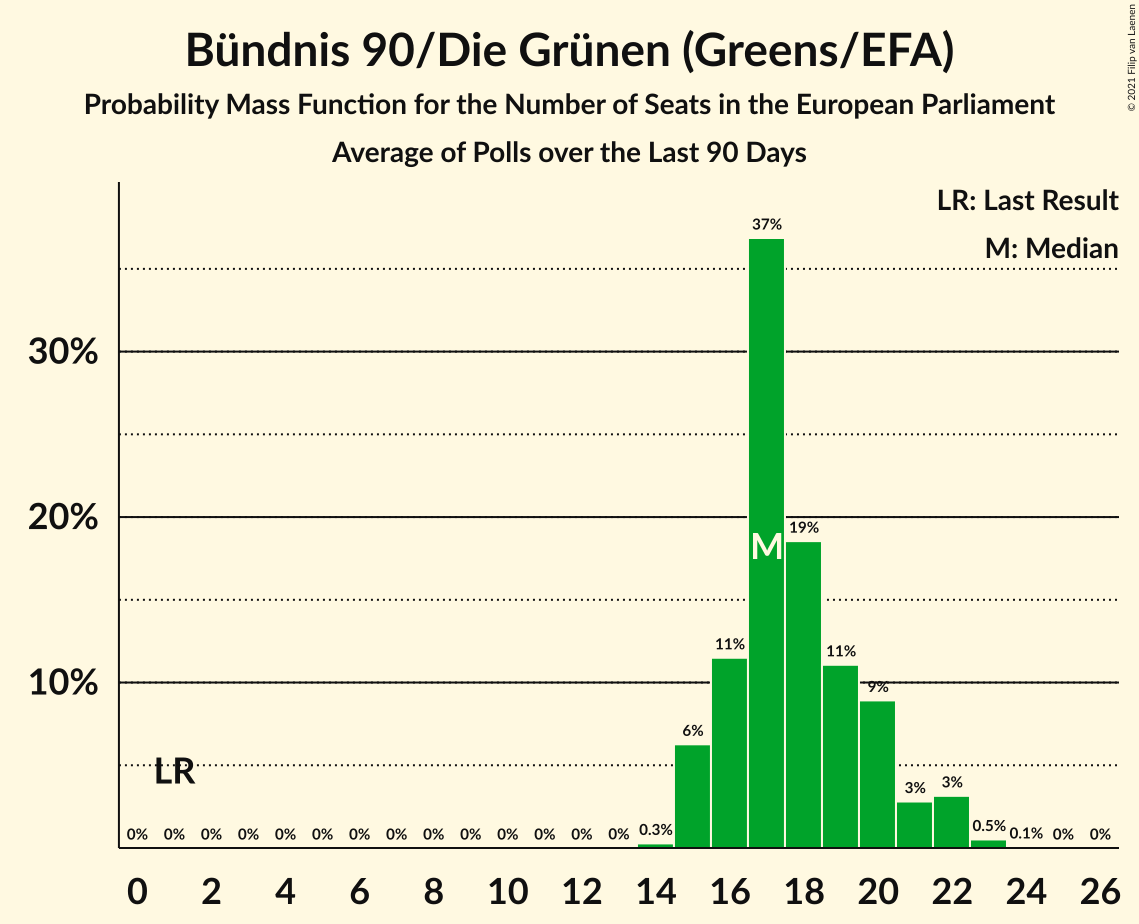 Bündnis 90/Die Grünen (Greens/EFA)
Probability Mass Function for the Number of Seats in the European Parliament
Average of Polls over the Last 90 Days
© 2021 Filip van Laenen
LR: Last Result
M: Median
37%
30%
20%
19%
M
11%
11%
10%
9%
6%
LR
3%
3%
0% 0% 0% 0% 0% 0% 0% 0% 0% 0% 0% 0% 0% 0% 0.3% 0.5% 0.1% 0% 0%
0 2 4 6 8 10 12 14 16 18 20 22 24 26